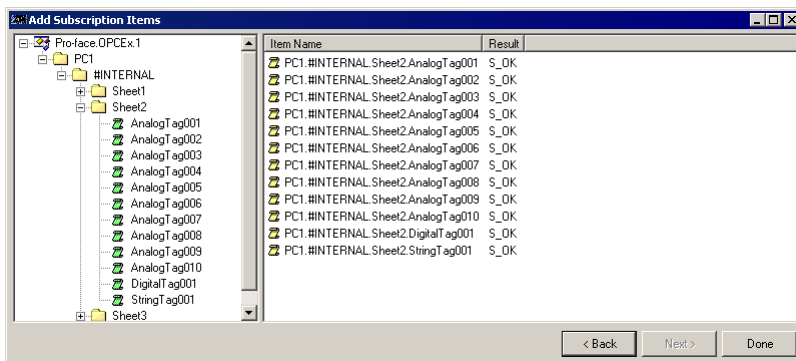 Add Subscription Items
Pro-face.OPCEx.1
PC1
#INTERNAL
Sheet1
Sheet2
AnalogTag001
AnalogTag002
AnalogTag003
AnalogTag004
AnalogTag005
AnalogTag006
AnalogTag007
AnalogTag008
AnalogTag009
AnalogTag010
DigitalTag001
StringTag001
Sheet3
Item Name Result
PC1.#INTERNAL.Sheet2.AnalogTag001 S_OK
PC1.#INTERNAL.Sheet2.AnalogTag002 S_OK
PC1.#INTERNAL.Sheet2.AnalogTag003 S_OK
PC1.#INTERNAL.Sheet2.AnalogTag004 S_OK
PC1.#INTERNAL.Sheet2.AnalogTag005 S_OK
PC1.#INTERNAL.Sheet2.AnalogTag006 S_OK
PC1.#INTERNAL.Sheet2.AnalogTag007 S_OK
PC1.#INTERNAL.Sheet2.AnalogTag008 S_OK
PC1.#INTERNAL.Sheet2.AnalogTag009 S_OK
PC1.#INTERNAL.Sheet2.AnalogTag010 S_OK
PC1.#INTERNAL.Sheet2.DigitalTag001 S_OK
PC1.#INTERNAL.Sheet2.StringTag001 S_OK
< Back Next > Done